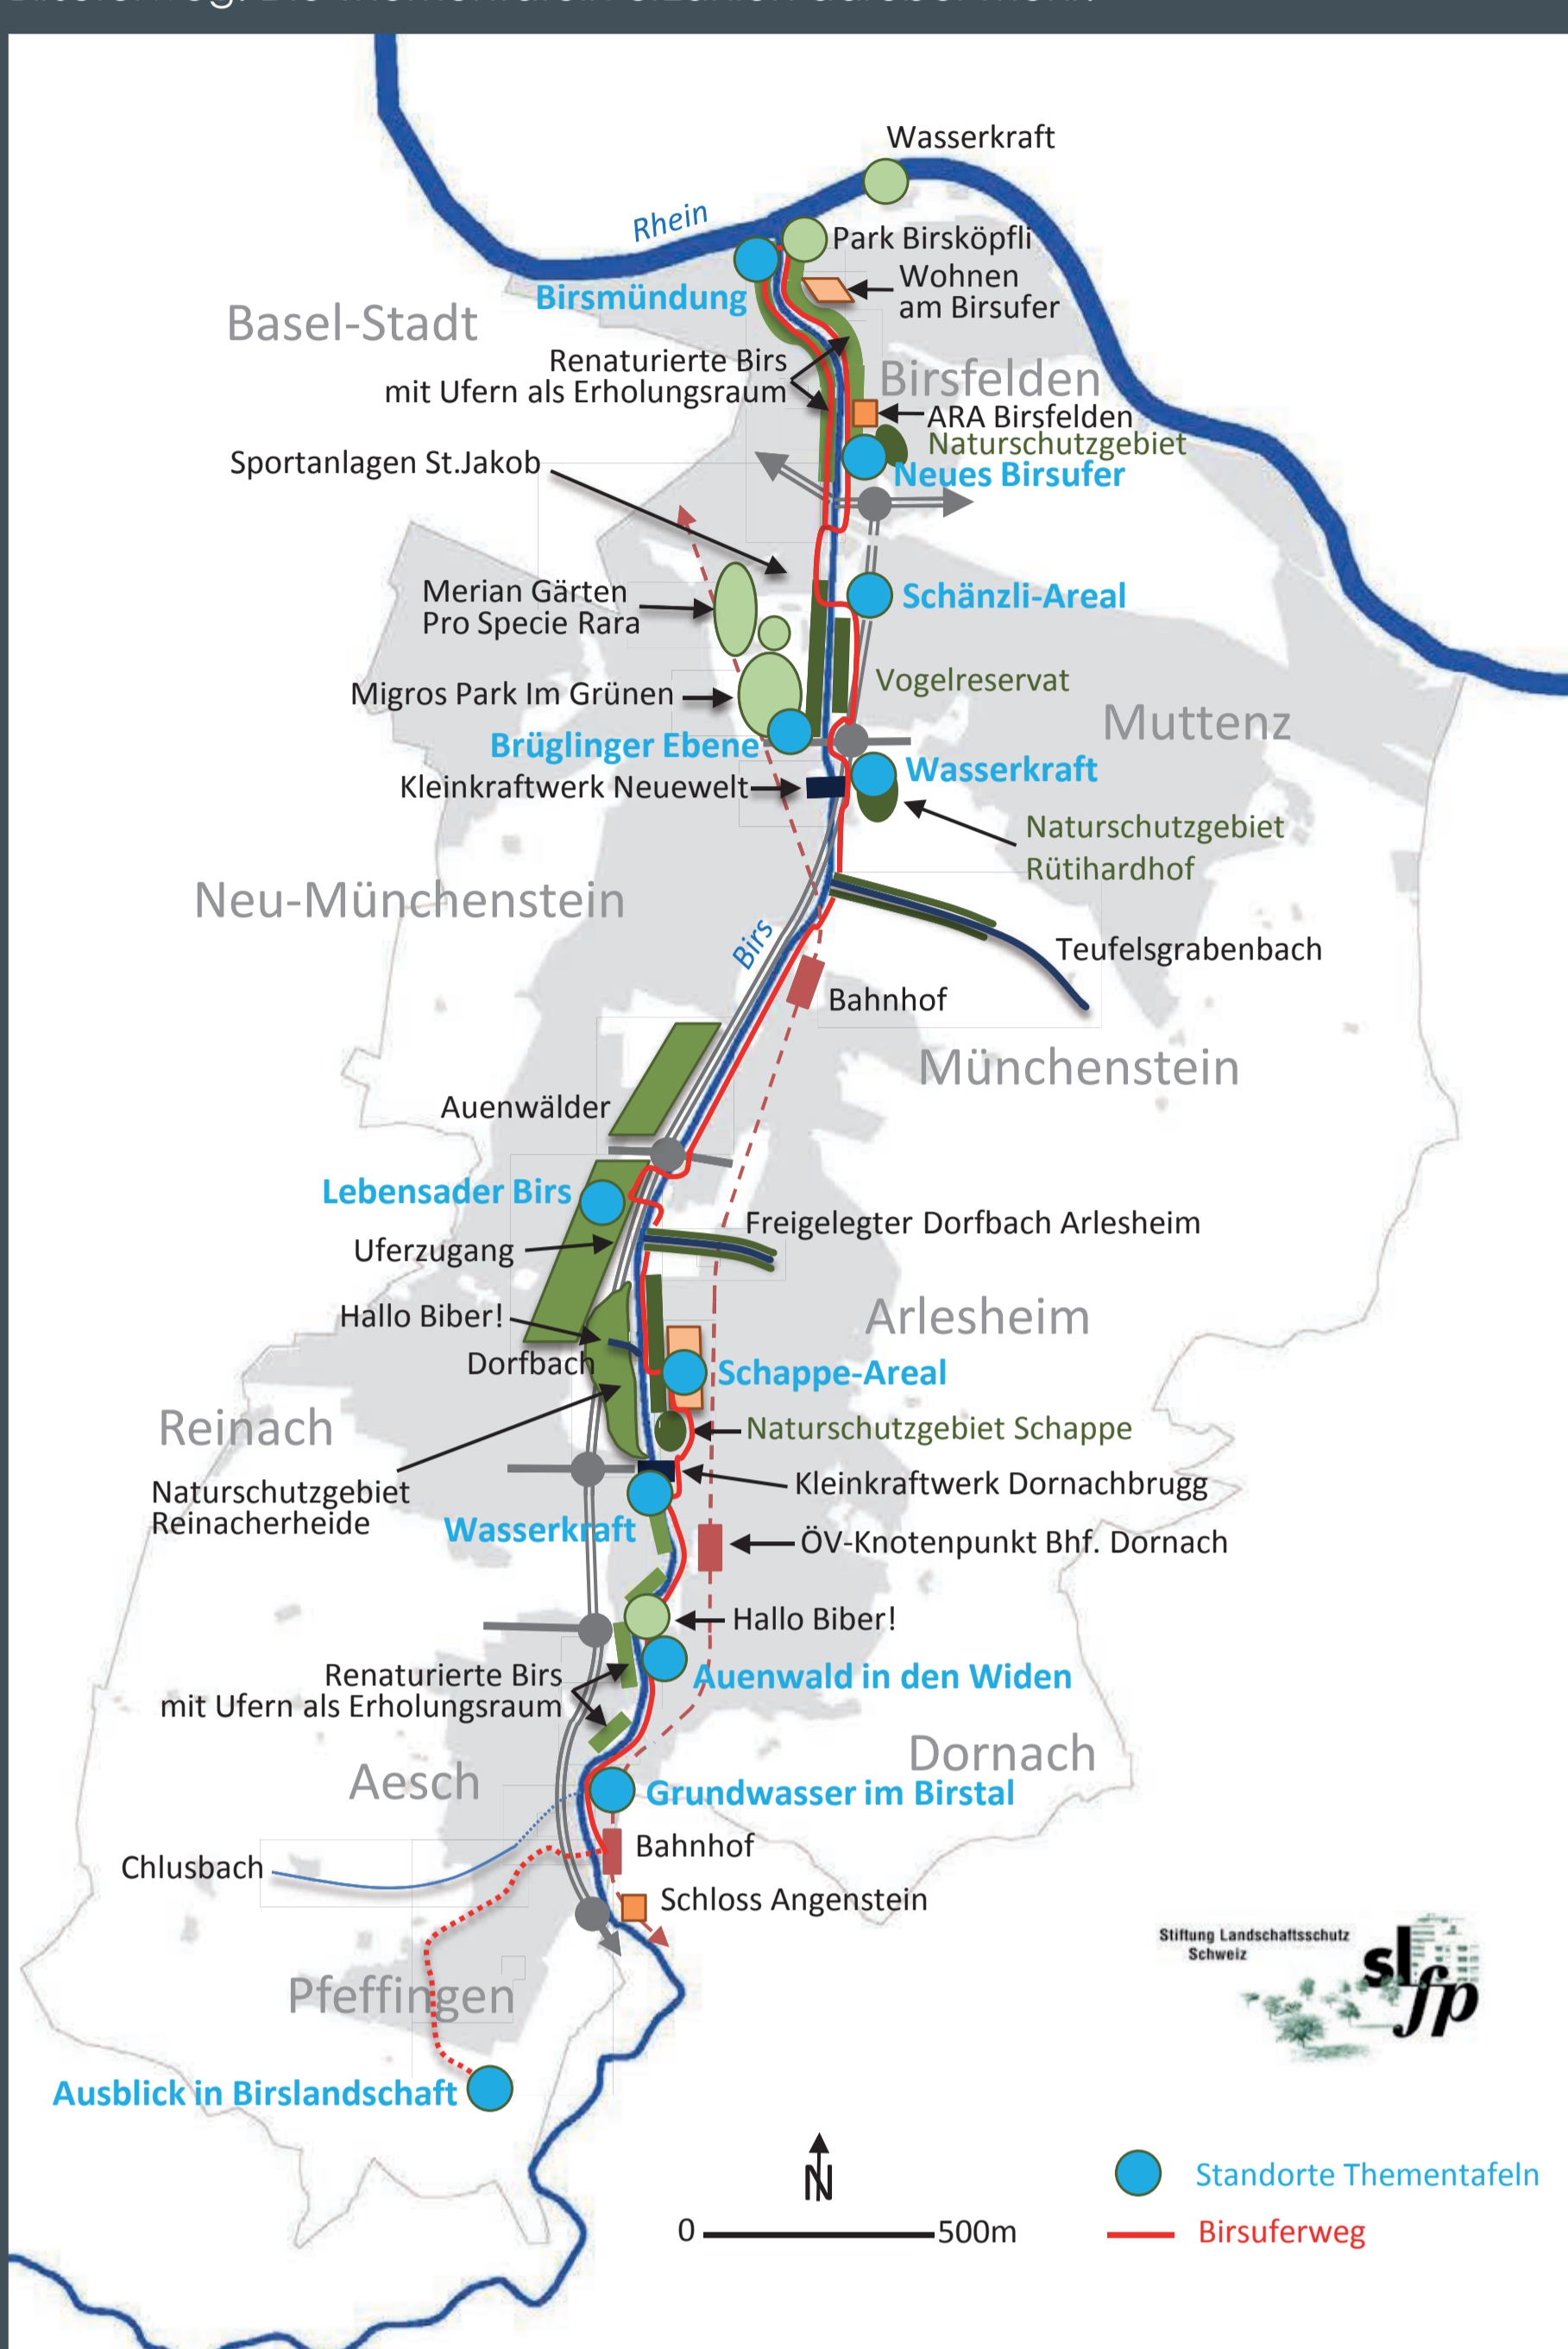 Wasserkraft
Rhein
Park Birsköpfli
Wohnen
am Birsufer
Birsmündung
Basel-Stadt
Renaturierte Birs
mit Ufern als Erholungsraum
Birsfelden
ARA Birsfelden
Naturschutzgebiet
Neues Birsufer
Sportanlagen St.Jakob
Merian Gärten
Pro Specie Rara
Schänzli-Areal
Migros Park Im Grünen
Vogelreservat
Muttenz
Brüglinger Ebene
Wasserkraft
Kleinkraftwerk Neuewelt
Naturschutzgebiet
Rütihardhof
Neu-Münchenstein
Birs
Teufelsgrabenbach
Bahnhof
Münchenstein
Auenwälder
Lebensader Birs
Freigelegter Dorfbach Arlesheim
Uferzugang
Hallo Biber!
Arlesheim
Dorfbach
Schappe-Areal
Reinach
Naturschutzgebiet Schappe
Naturschutzgebiet
Reinacherheide
Kleinkraftwerk Dornachbrugg
Wasserkraft
ÖV-Knotenpunkt Bhf. Dornach
Hallo Biber!
Renaturierte Birs
mit Ufern als Erholungsraum
Auenwald in den Widen
Dornach
Aesch
Grundwasser im Birstal
Bahnhof
Chlusbach
Schloss Angenstein
Stiftung Landschaftsschutz
Schweiz
sl
fp
Pfeffingen
Ausblick in Birslandschaft
N
0 500m
Standorte Thementafeln
Birsuferweg